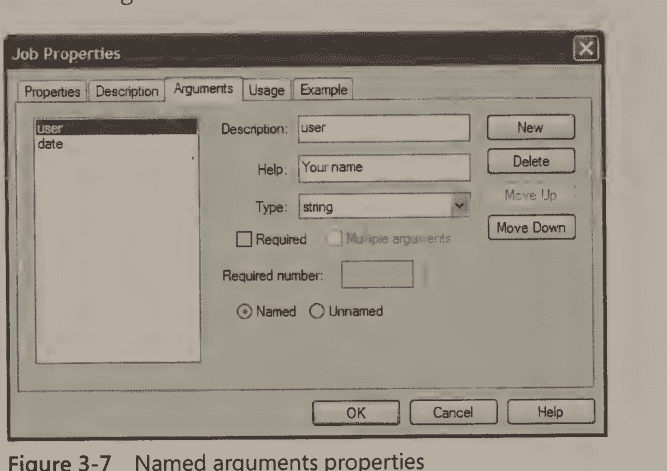 Job Properties
Properties Description Arguments Usage Example
user
date
Description: user
Help: Your name
Type: string
Required Multiple arguments
Required number:
Named Unnamed
New
Delete
Move Up
Move Down
OK Cancel Help
Figure 3-7 Named arguments properties